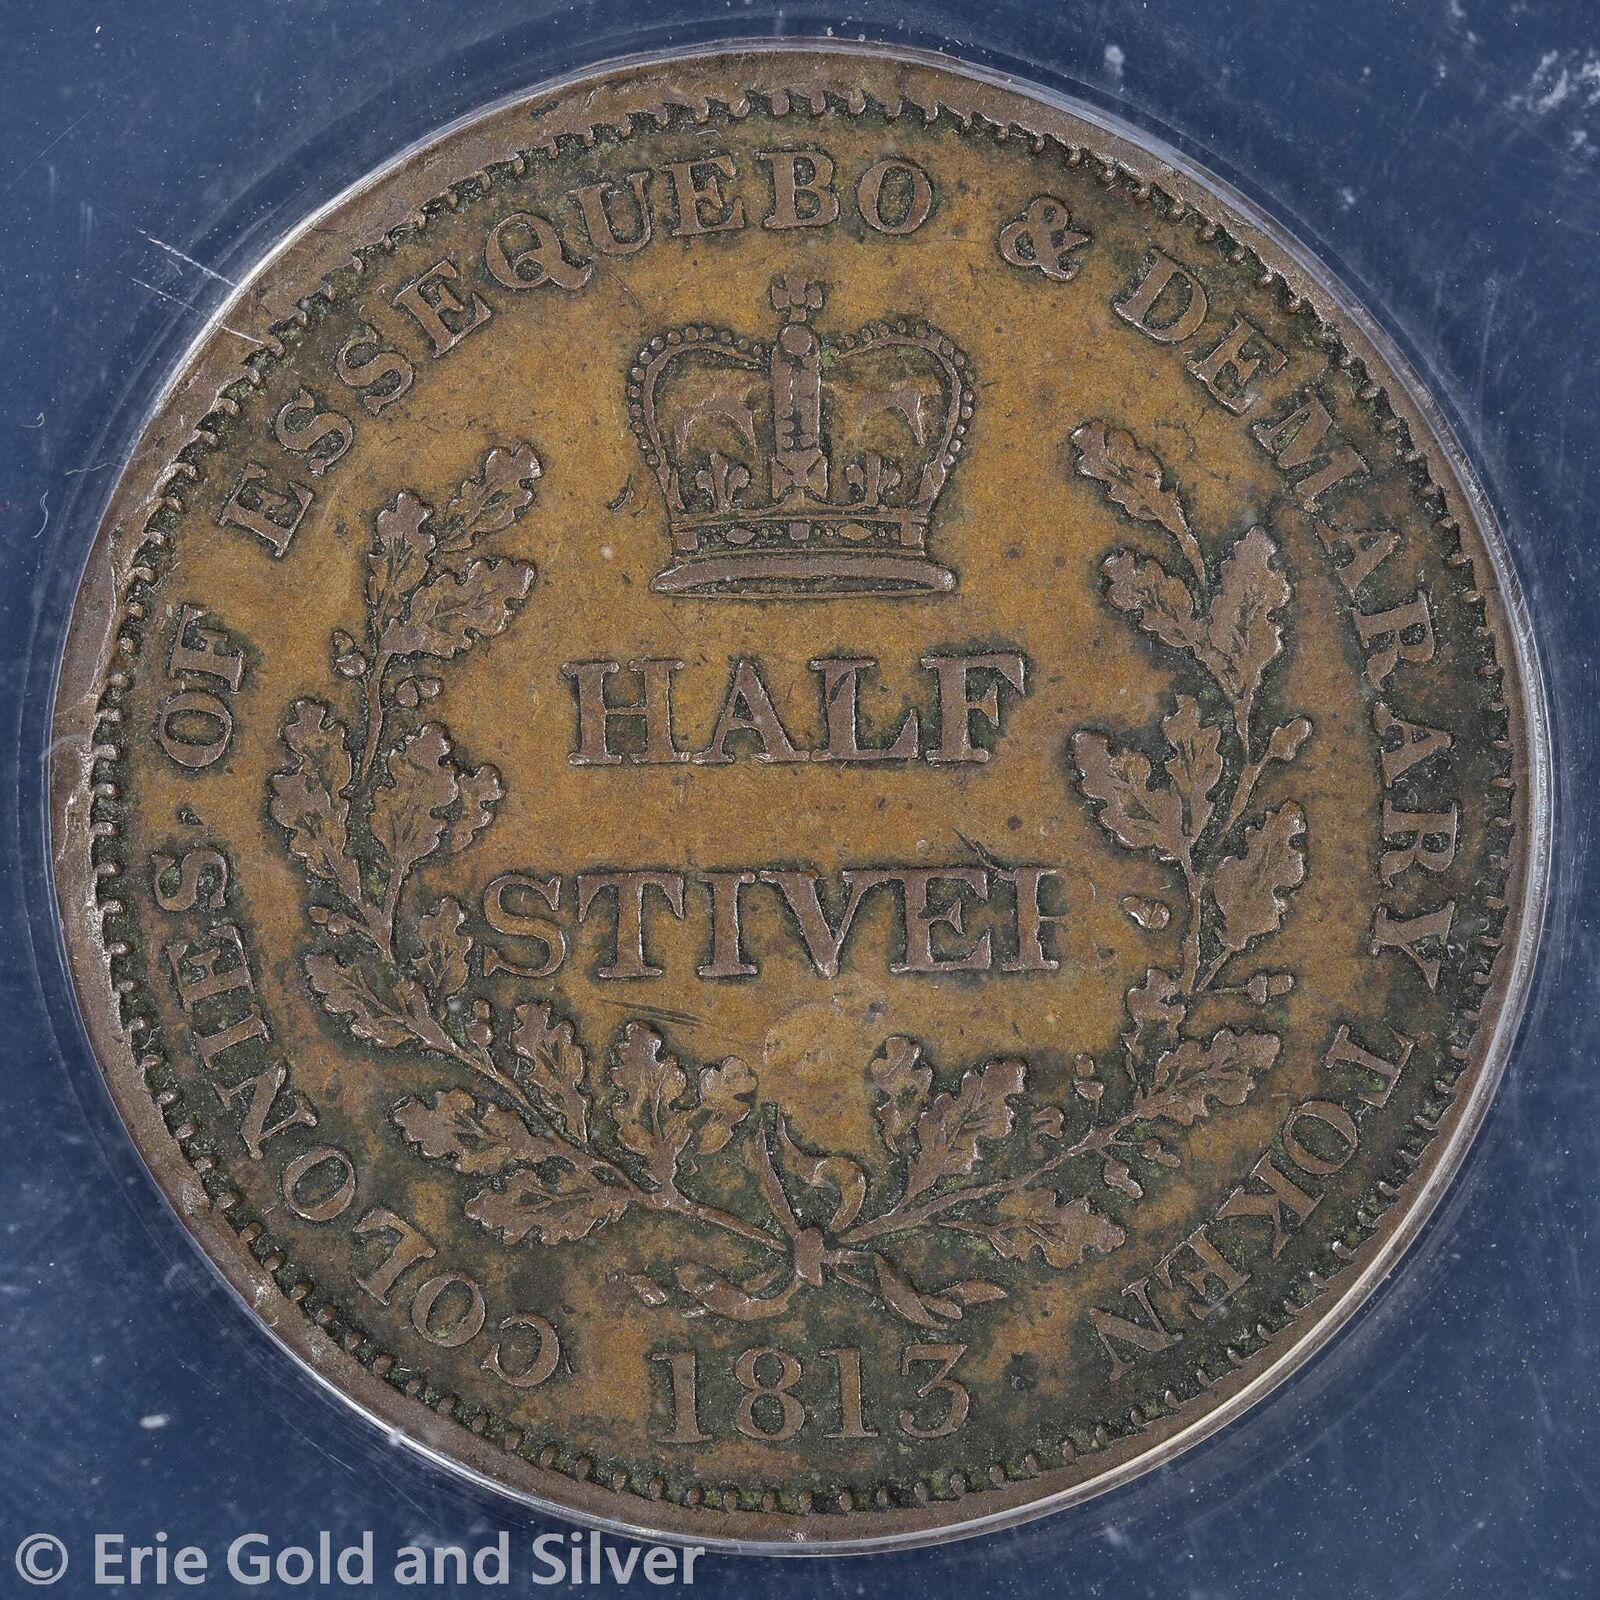 COLONIES OF ESSEQUEBO & DEMARARY TOKEN
HALF
STIVER
1813
© Erie Gold and Silver